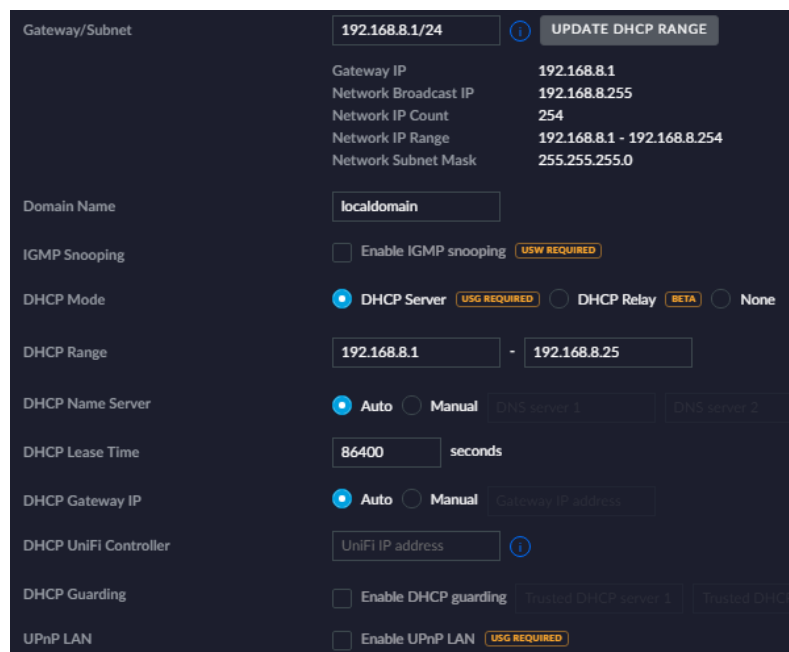 Gateway/Subnet 192.168.8.1/24 i UPDATE DHCP RANGE
Gateway IP 192.168.8.1
Network Broadcast IP 192.168.8.255
Network IP Count 254
Network IP Range 192.168.8.1 - 192.168.8.254
Network Subnet Mask 255.255.255.0
Domain Name localdomain
IGMP Snooping Enable IGMP snooping USW REQUIRED
DHCP Mode DHCP Server USG REQUIRED DHCP Relay BETA None
DHCP Range 192.168.8.1 - 192.168.8.25
DHCP Name Server Auto Manual DNS server 1 DNS server 2
DHCP Lease Time 86400 seconds
DHCP Gateway IP Auto Manual Gateway IP address
DHCP UniFi Controller UniFi IP address i
DHCP Guarding Enable DHCP guarding Trusted DHCP server 1 Trusted DHC
UPnP LAN Enable UPnP LAN USG REQUIRED